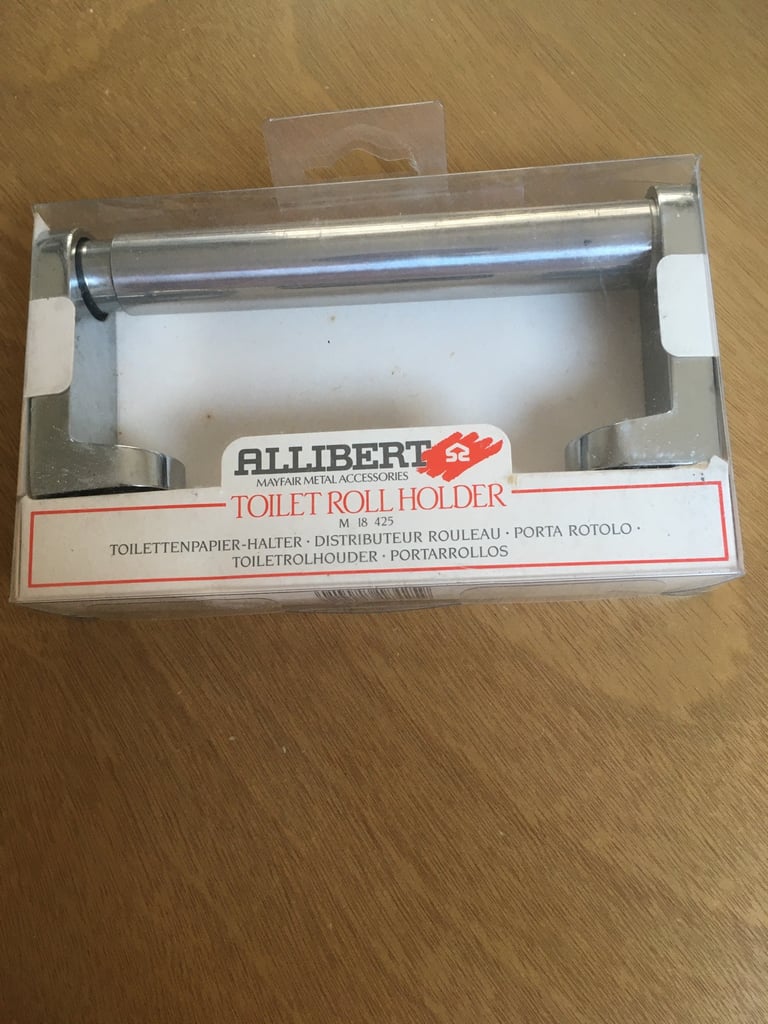 ALLIBERT
MAYFAIR METAL ACCESSORIES
TOILET ROLL HOLDER
M 18 425
TOILETTENPAPIER-HALTER · DISTRIBUTEUR ROULEAU · PORTA ROTOLO ·
TOILETROLHOUDER · PORTARROLLOS